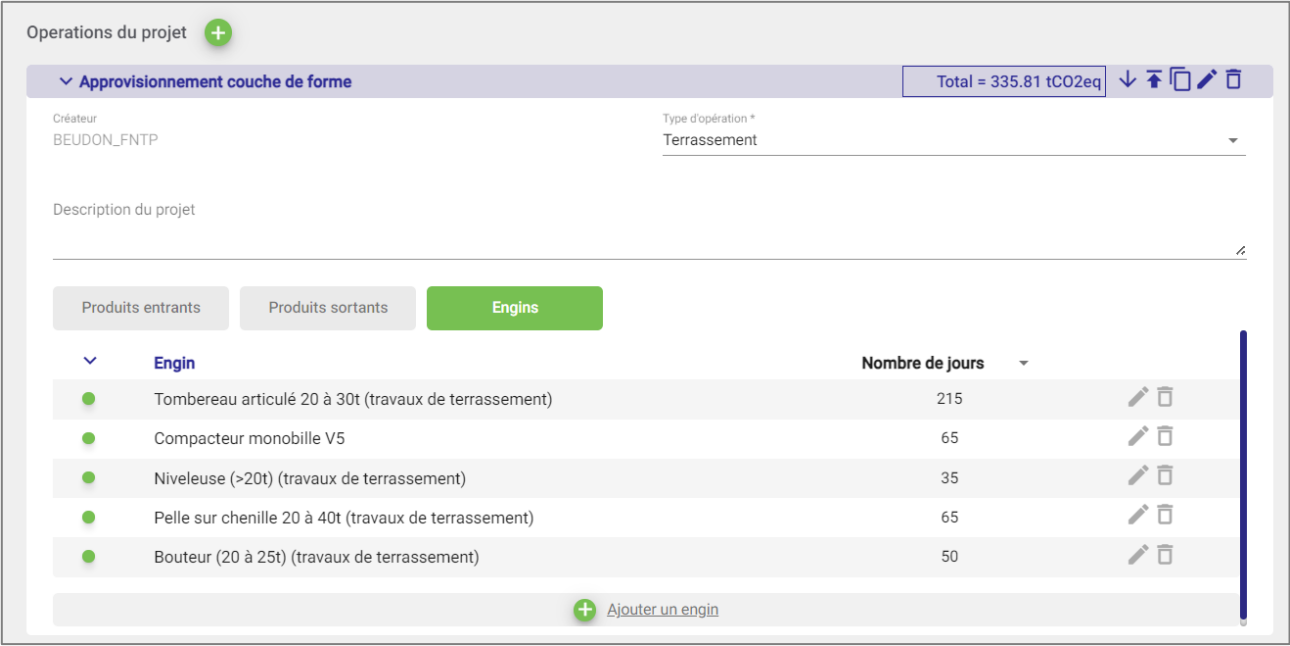 Operations du projet
Approvisionnement couche de forme
Total = 335.81 tCO2eq
Créateur
BEUDON_FNTP
Type d'opération *
Terrassement
Description du projet
Produits entrants
Produits sortants
Engins
Engin
Nombre de jours
Tombereau articulé 20 à 30t (travaux de terrassement)
215
Compacteur monobille V5
65
Niveleuse (>20t) (travaux de terrassement)
35
Pelle sur chenille 20 à 40t (travaux de terrassement)
65
Bouteur (20 à 25t) (travaux de terrassement)
50
Ajouter un engin